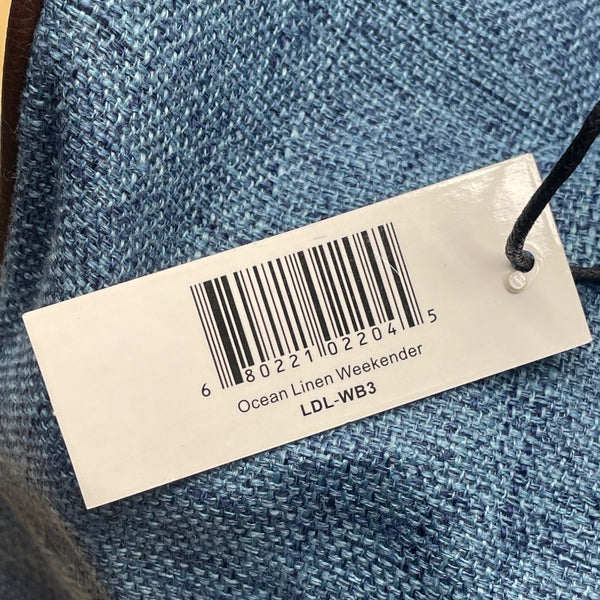 6 80221 02204 5
Ocean Linen Weekender
LDL-WB3